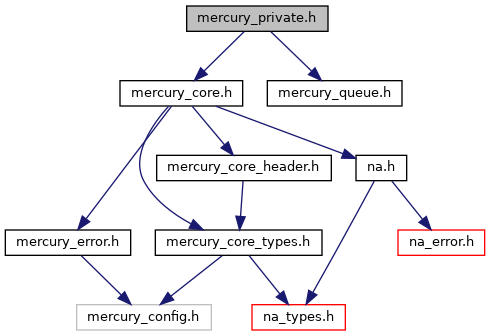 mercury_private.h
mercury_core.h
mercury_queue.h
mercury_core_header.h
na.h
mercury_error.h
mercury_core_types.h
na_error.h
mercury_config.h
na_types.h